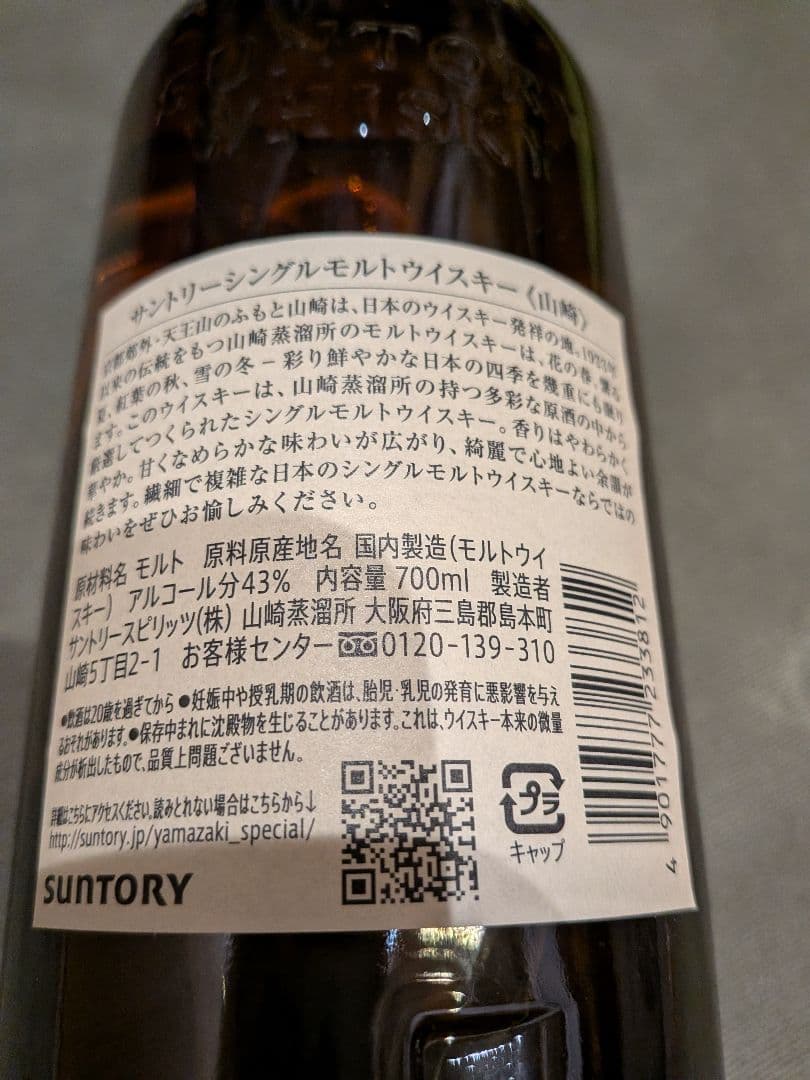 サントリーシングルモルトウイスキー《山崎》
京都郊外・天王山のふもと山崎は、日本のウイスキー発祥の地。1923年
以来の伝統をもつ山崎蒸溜所のモルトウイスキーは、花の春、繁る
夏、紅葉の秋、雪の冬－彩り鮮やかな日本の四季を幾重にも眠り
ます。このウイスキーは、山崎蒸溜所の持つ多彩な原酒の中から
厳選してつくられたシングルモルトウイスキー。香りはやわらかく
華やか。甘くなめらかな味わいが広がり、綺麗で心地よい余韻が
続きます。繊細で複雑な日本のシングルモルトウイスキーならではの
味わいをぜひお愉しみください。
原材料名 モルト 原料原産地名 国内製造(モルトウイ
スキー) アルコール分43% 内容量 700ml 製造者
サントリースピリッツ(株) 山崎蒸溜所 大阪府三島郡島本町
山崎5丁目2-1 お客様センター 0120-139-310
●飲酒は20歳を過ぎてから ●妊娠中や授乳期の飲酒は、胎児・乳児の発育に悪影響を与え
るおそれがあります。●保存中まれに沈殿物を生じることがあります。これは、ウイスキー本来の微量
成分が析出したもので、品質上問題ございません。
詳細はこちらにアクセスください。読みとれない場合はこちらから↓
http://suntory.jp/yamazaki_special/
SUNTORY
プラ
キャップ
4 901777 233812